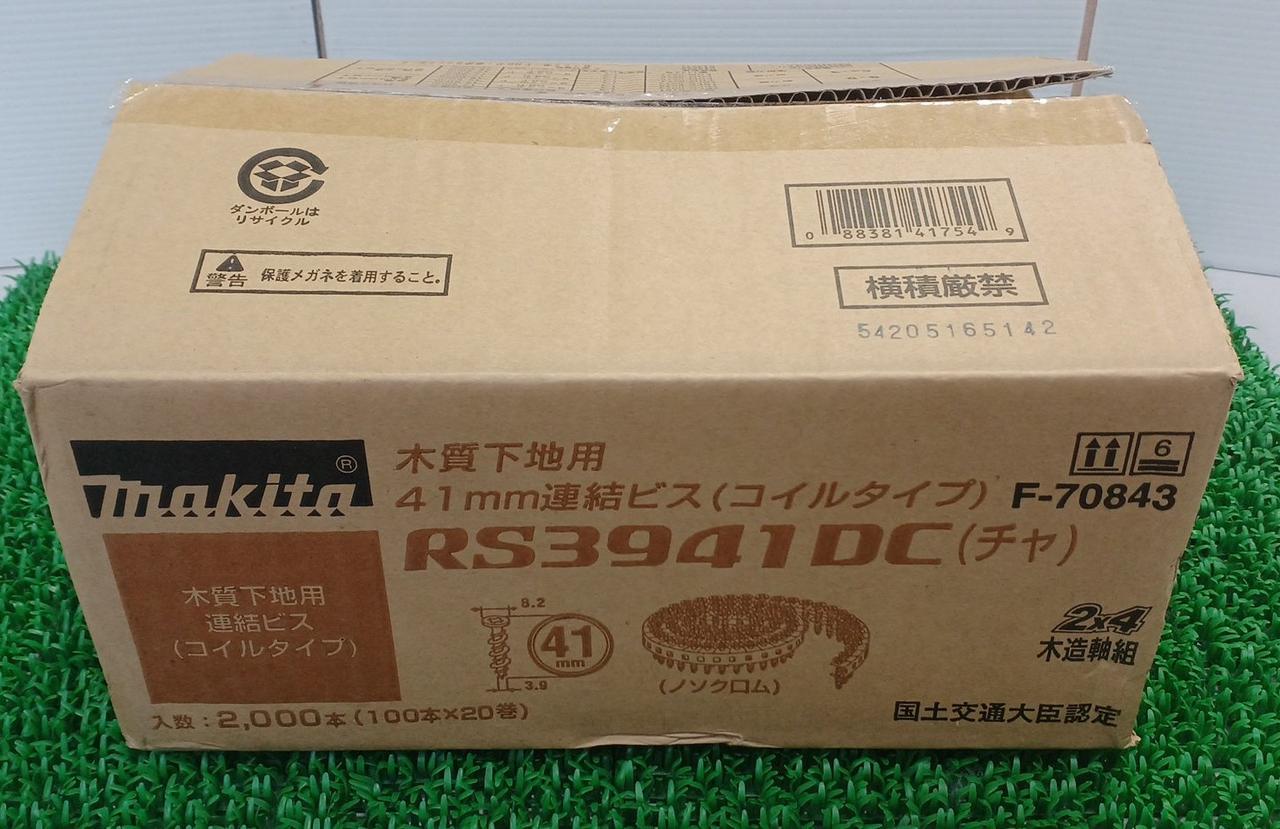 ダンボールは
リサイクル
警告 保護メガネを着用すること。
0 88381 41754 9
横積厳禁
54205165142
makita®
木質下地用
41mm連結ビス(コイルタイプ)
F-70843
6
RS3941DC(チャ)
木質下地用
連結ビス
(コイルタイプ)
8.2
41
mm
3.9
(ノンクロム)
2x4
木造軸組
入数:2,000本(100本×20巻)
国土交通大臣認定